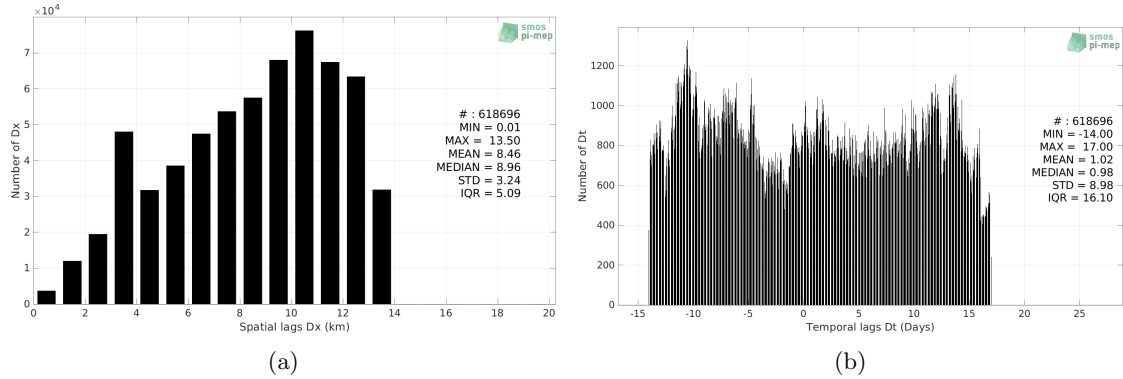 ×10⁴
8
7
6
5
4
3
2
1
0
Number of Dx
smos
pi-mep
# : 618696
MIN = 0.01
MAX = 13.50
MEAN = 8.46
MEDIAN = 8.96
STD = 3.24
IQR = 5.09
0 2 4 6 8 10 12 14 16 18 20
Spatial lags Dx (km)
(a)
1200
1000
800
600
400
200
0
Number of Dt
smos
pi-mep
# : 618696
MIN = -14.00
MAX = 17.00
MEAN = 1.02
MEDIAN = 0.98
STD = 8.98
IQR = 16.10
-15 -10 -5 0 5 10 15 20 25
Temporal lags Dt (Days)
(b)